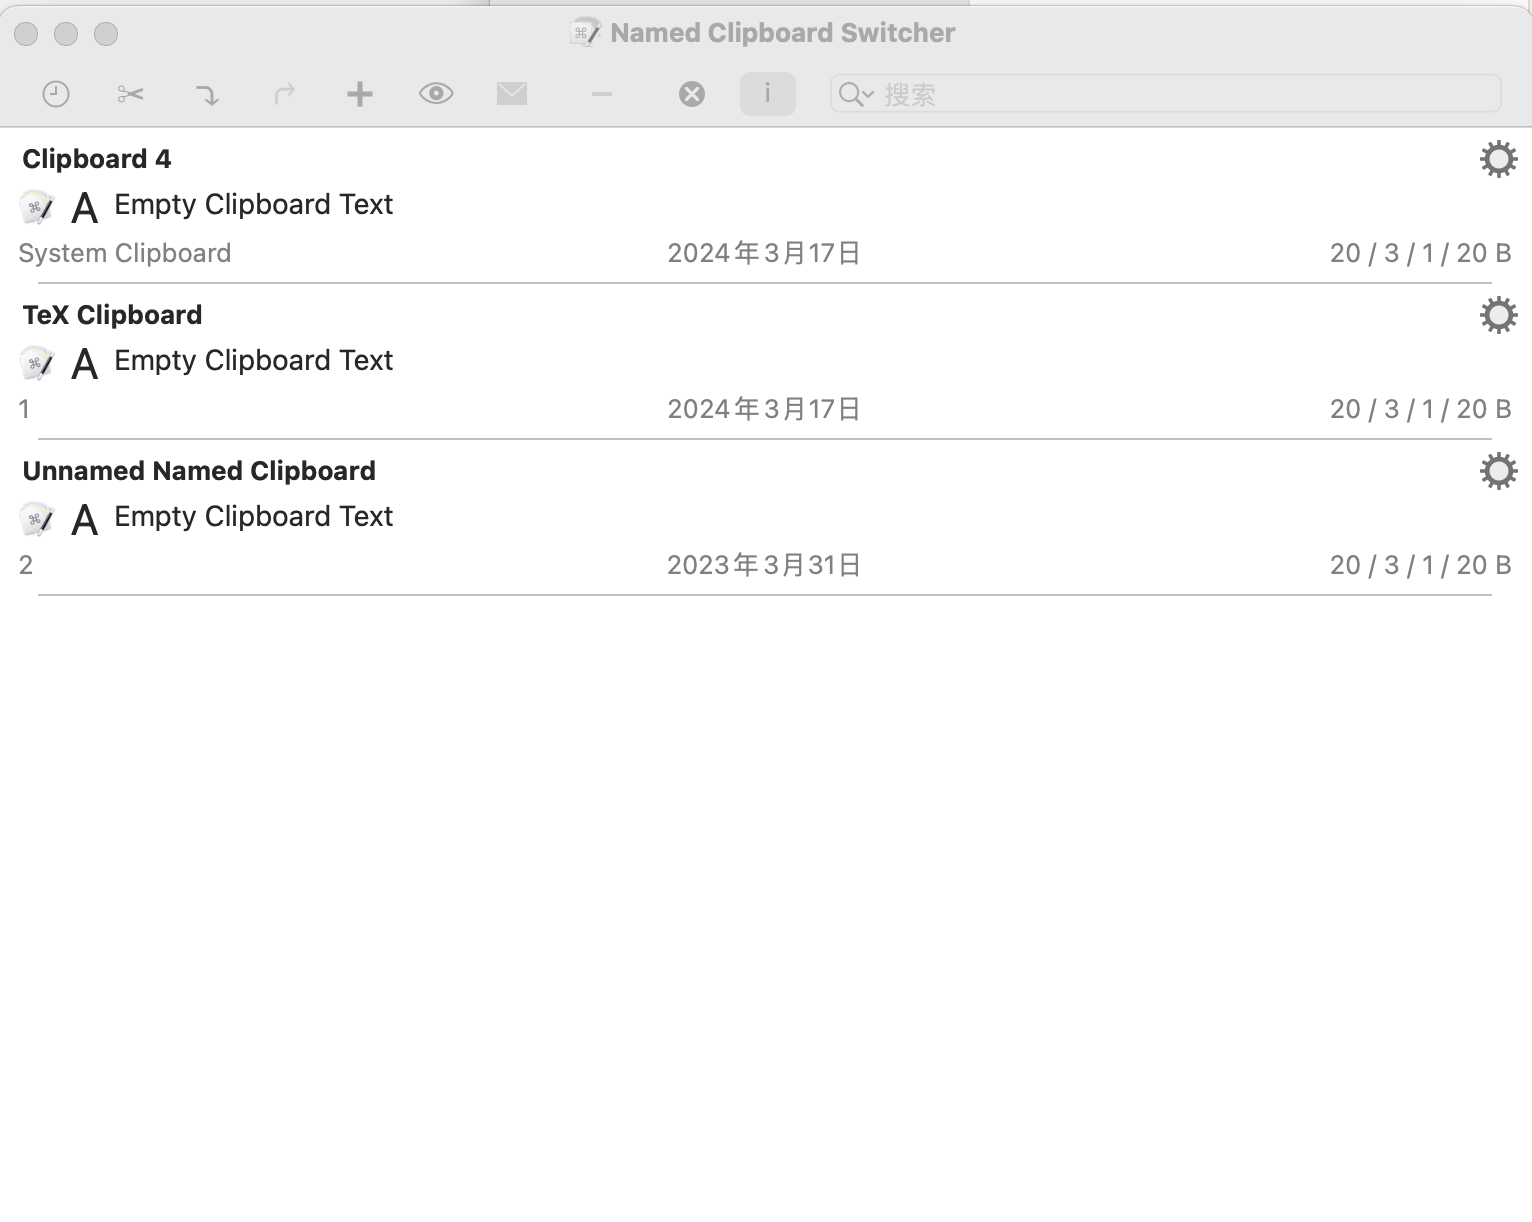 Named Clipboard Switcher
i
搜索
Clipboard 4
A Empty Clipboard Text
System Clipboard 2024年3月17日 20 / 3 / 1 / 20 B
TeX Clipboard
A Empty Clipboard Text
1 2024年3月17日 20 / 3 / 1 / 20 B
Unnamed Named Clipboard
A Empty Clipboard Text
2 2023年3月31日 20 / 3 / 1 / 20 B